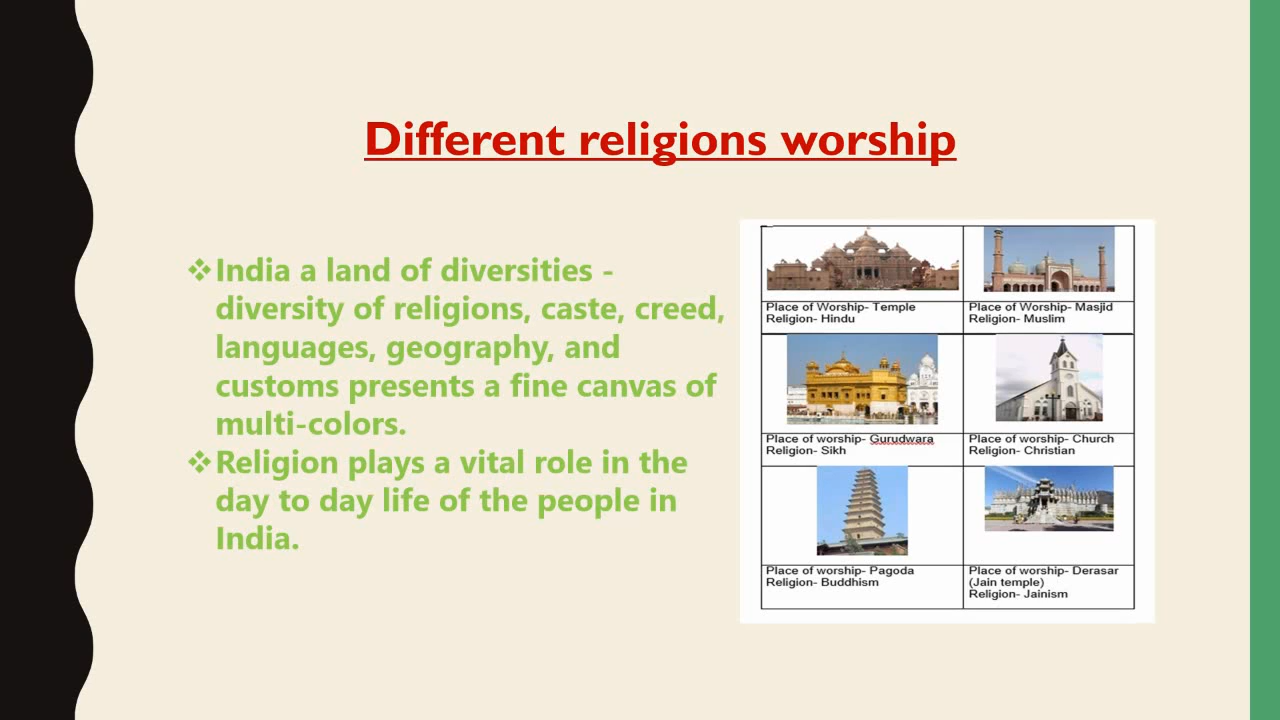 Different religions worship
❖India a land of diversities -
diversity of religions, caste, creed,
languages, geography, and
customs presents a fine canvas of
multi-colors.
❖Religion plays a vital role in the
day to day life of the people in
India.
Place of Worship- Temple
Religion- Hindu
Place of Worship- Masjid
Religion- Muslim
Place of worship- Gurudwara
Religion- Sikh
Place of worship- Church
Religion- Christian
Place of worship- Pagoda
Religion- Buddhism
Place of worship- Derasar
(Jain temple)
Religion- Jainism